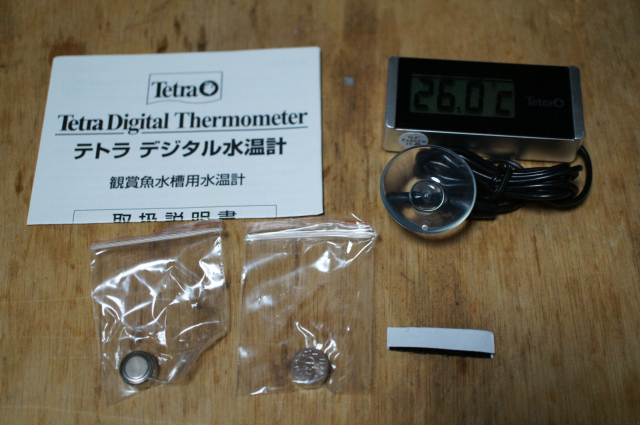 Tetra
Tetra Digital Thermometer
テトラ デジタル水温計
観賞魚水槽用水温計
取扱説明書
26.0c
Tetra